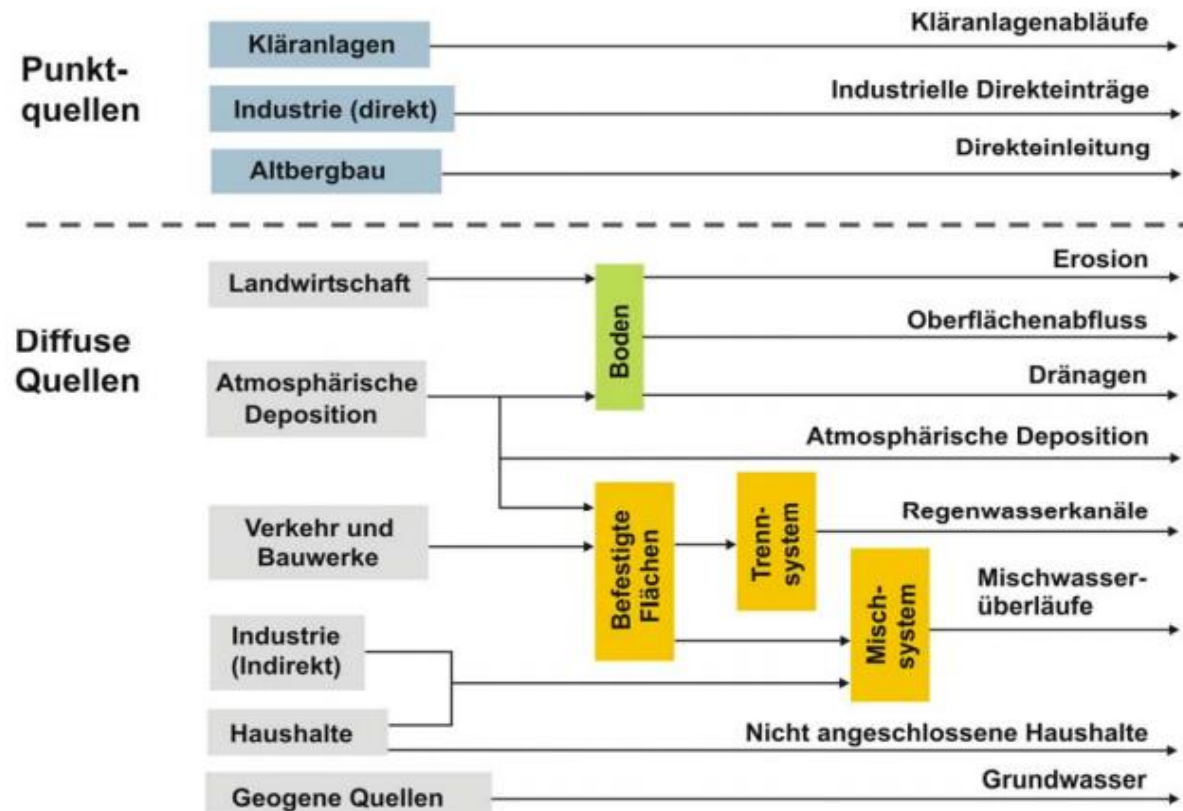 Kläranlagenabläufe
Kläranlagen
Punkt-
quellen
Industrielle Direkteinträge
Industrie (direkt)
Direkteinleitung
Altbergbau
Erosion
Landwirtschaft
Oberflächenabfluss
Boden
Diffuse
Quellen
Dränagen
Atmosphärische
Deposition
Atmosphärische Deposition
Regenwasserkanäle
Verkehr und
Bauwerke
Befestigte
Flächen
Trenn-
system
Mischwasser-
überläufe
Misch-
system
Industrie
(Indirekt)
Haushalte
Nicht angeschlossene Haushalte
Grundwasser
Geogene Quellen